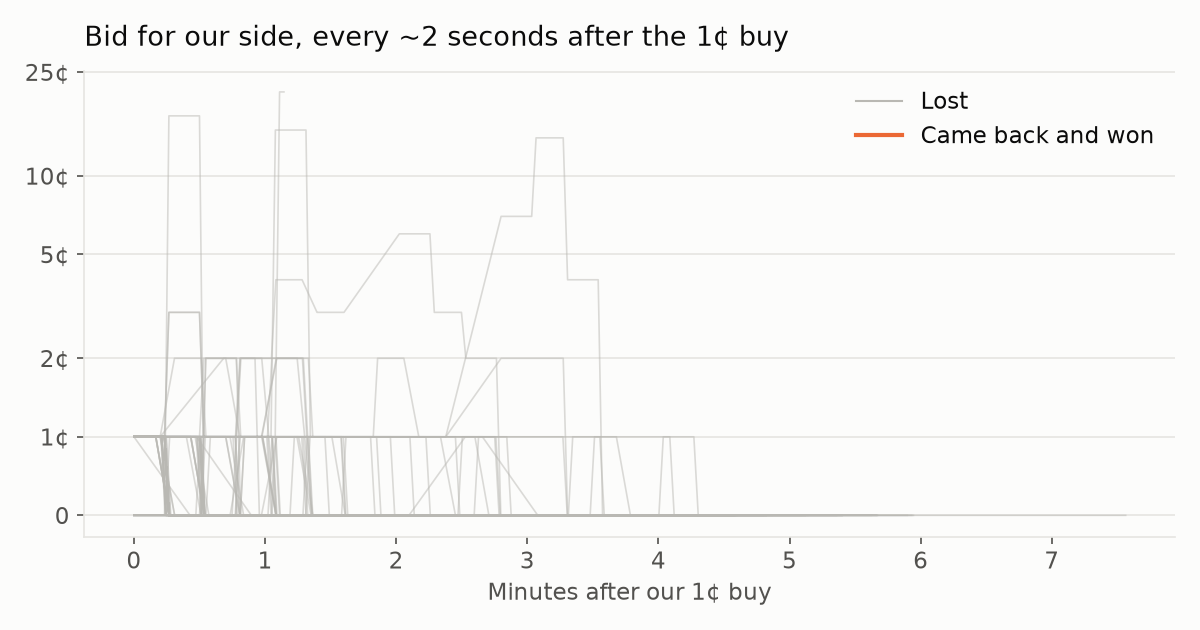 Bid for our side, every ~2 seconds after the 1¢ buy
25¢
10¢
5¢
2¢
1¢
0
Lost
Came back and won
0 1 2 3 4 5 6 7
Minutes after our 1¢ buy